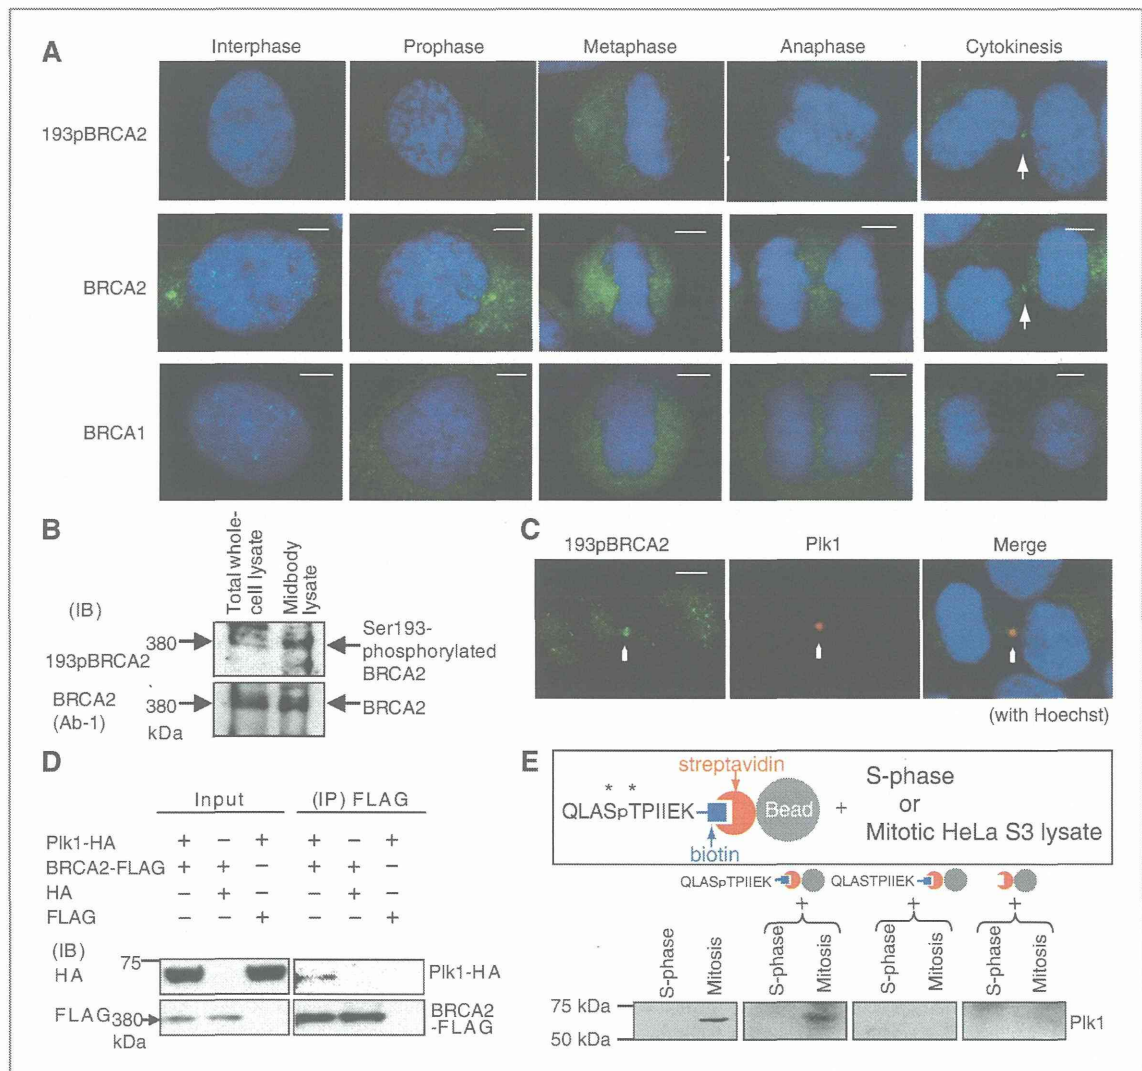 A
Interphase Prophase Metaphase Anaphase Cytokinesis
193pBRCA2
BRCA2
BRCA1
B
Total whole-
cell lysate
Midbody
lysate
(IB)
193pBRCA2
380
Ser193-
phosphorylated
BRCA2
BRCA2
(Ab-1)
380
kDa
BRCA2
C
193pBRCA2 Plk1 Merge
(with Hoechst)
D
Input (IP) FLAG
Plk1-HA + − + + − +
BRCA2-FLAG + + − + + −
HA − + − − + −
FLAG − − + − − +
(IB)
HA
75
Plk1-HA
FLAG
380
kDa
BRCA2
-FLAG
E
streptavidin
* *
QLASpTPIIEK
Bead
biotin
+
S-phase
or
Mitotic HeLa S3 lysate
QLASpTPIIEK QLASTPIIEK
+ + +
S-phase Mitosis S-phase Mitosis S-phase Mitosis S-phase Mitosis
75 kDa
50 kDa
Plk1